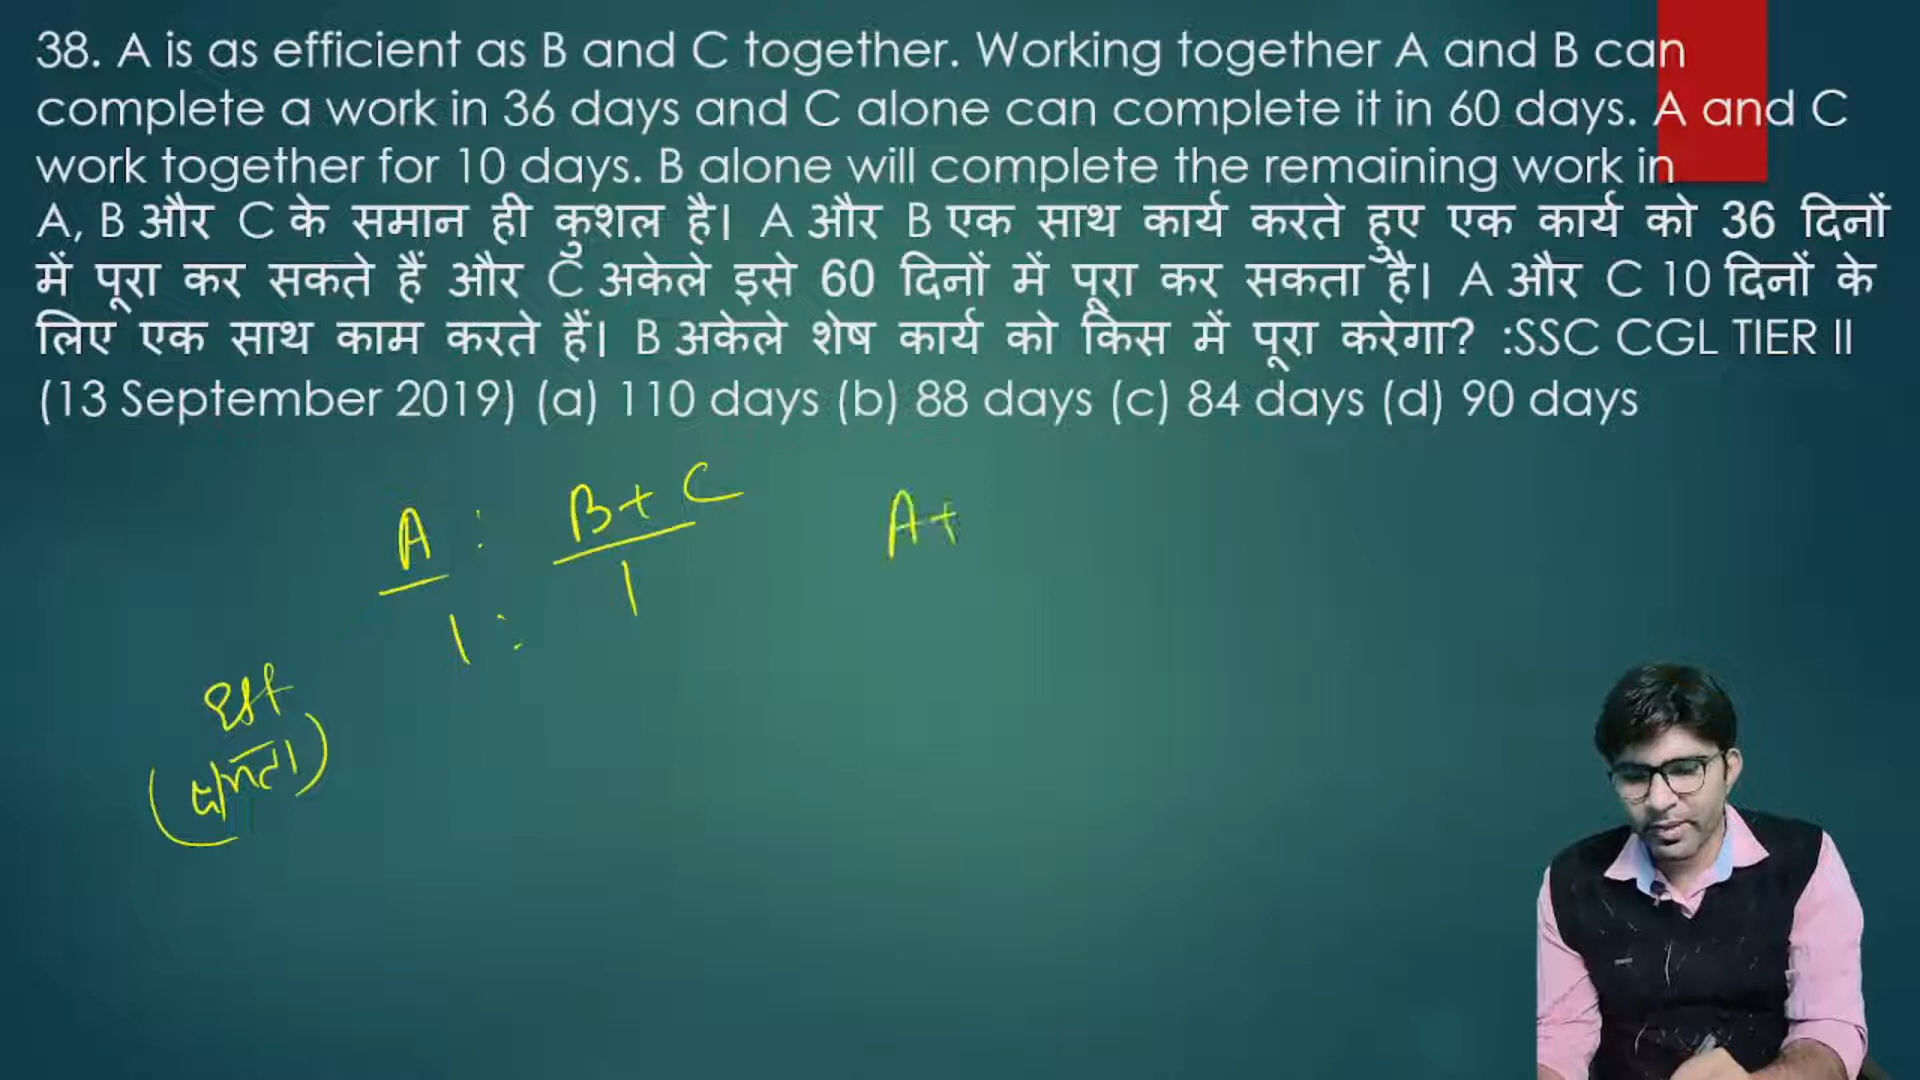 38. A is as efficient as B and C together. Working together A and B can
complete a work in 36 days and C alone can complete it in 60 days. A and C
work together for 10 days. B alone will complete the remaining work in
A, B और C के समान ही कुशल है। A और B एक साथ कार्य करते हुए एक कार्य को 36 दिनों
में पूरा कर सकते हैं और C अकेले इसे 60 दिनों में पूरा कर सकता है। A और C 10 दिनों के
लिए एक साथ काम करते हैं। B अकेले शेष कार्य को किस में पूरा करेगा? :SSC CGL TIER II
(13 September 2019) (a) 110 days (b) 88 days (c) 84 days (d) 90 days
A : B+C A+
1 : 1
(क्षमता)